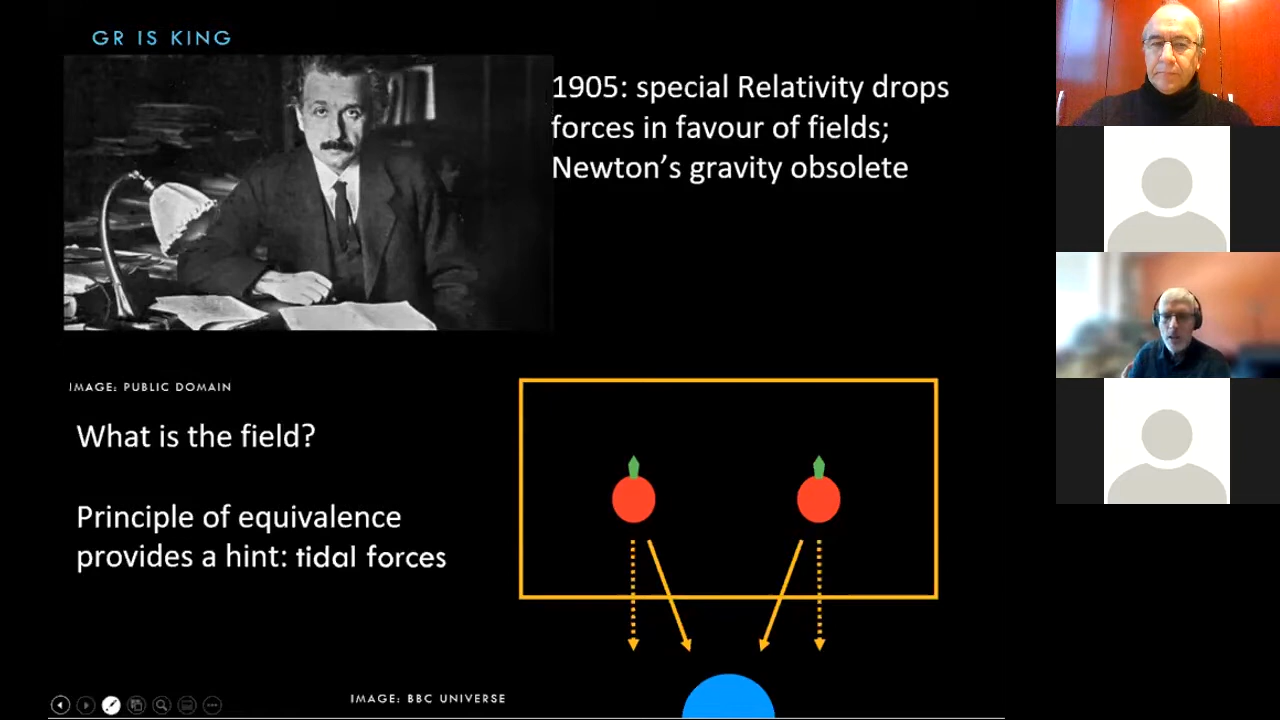 GR IS KING
1905: special Relativity drops
forces in favour of fields;
Newton’s gravity obsolete
IMAGE: PUBLIC DOMAIN
What is the field?
Principle of equivalence
provides a hint: tidal forces
IMAGE: BBC UNIVERSE